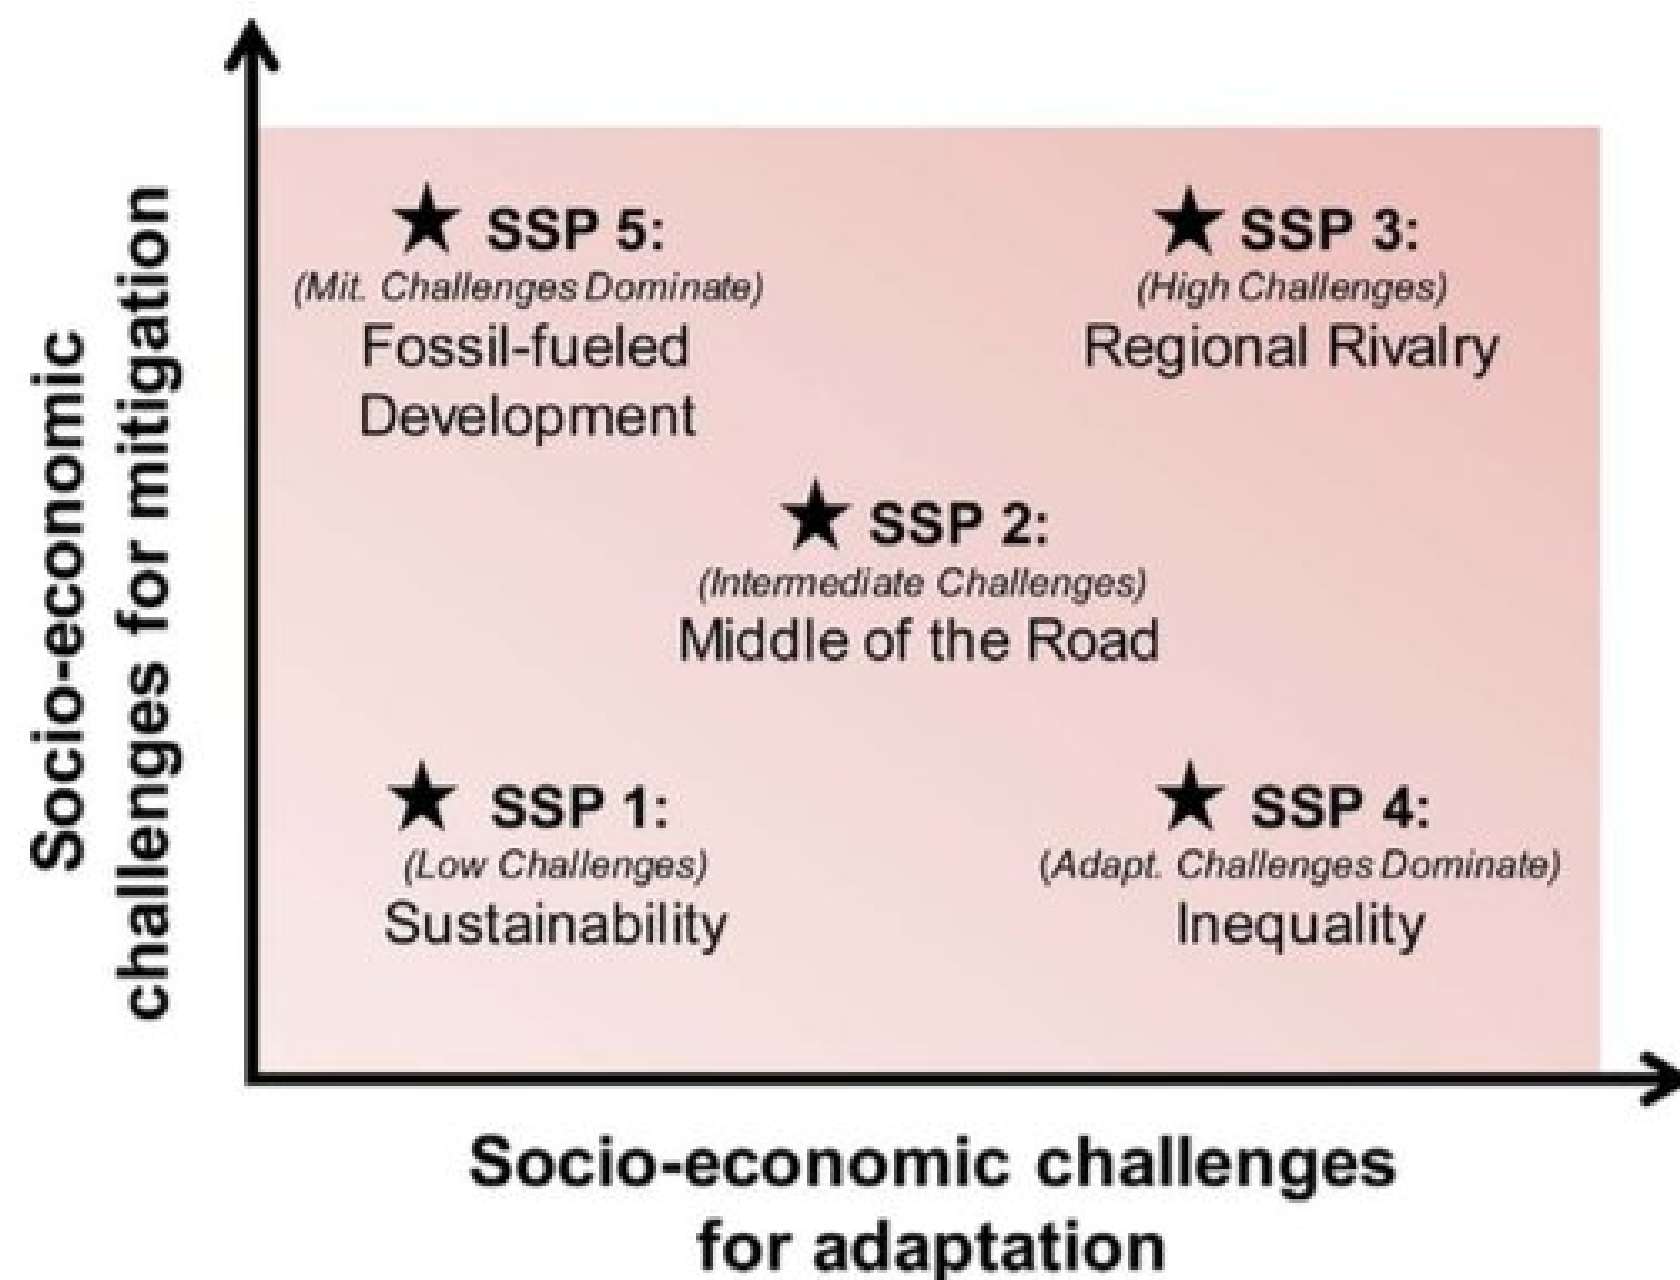 Socio-economic
challenges for mitigation
SSP 5:
(Mit. Challenges Dominate)
Fossil-fueled
Development
SSP 3:
(High Challenges)
Regional Rivalry
SSP 2:
(Intermediate Challenges)
Middle of the Road
SSP 1:
(Low Challenges)
Sustainability
SSP 4:
(Adapt. Challenges Dominate)
Inequality
Socio-economic challenges
for adaptation